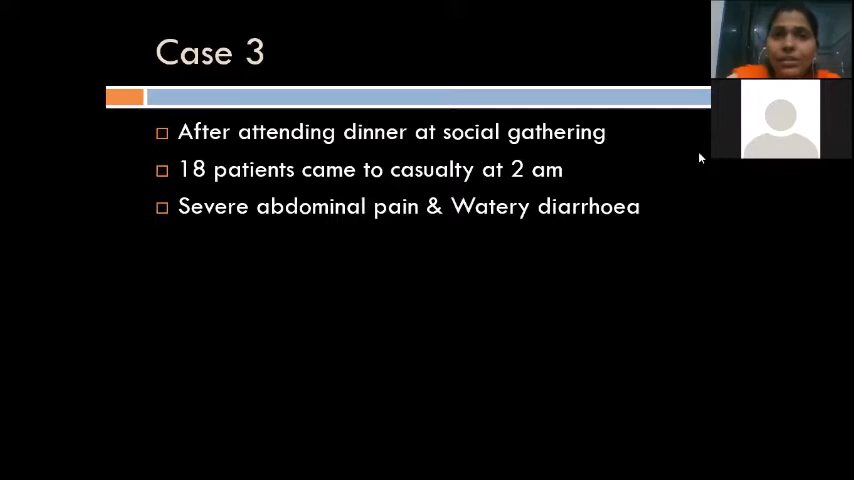 Case 3
After attending dinner at social gathering
18 patients came to casualty at 2 am
Severe abdominal pain & Watery diarrhoea